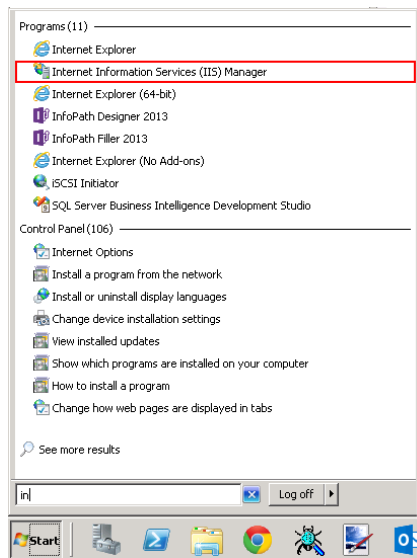 Programs (11)
Internet Explorer
Internet Information Services (IIS) Manager
Internet Explorer (64-bit)
InfoPath Designer 2013
InfoPath Filler 2013
Internet Explorer (No Add-ons)
iSCSI Initiator
SQL Server Business Intelligence Development Studio
Control Panel (106)
Internet Options
Install a program from the network
Install or uninstall display languages
Change device installation settings
View installed updates
Show which programs are installed on your computer
How to install a program
Change how web pages are displayed in tabs
See more results
in
Log off
Start